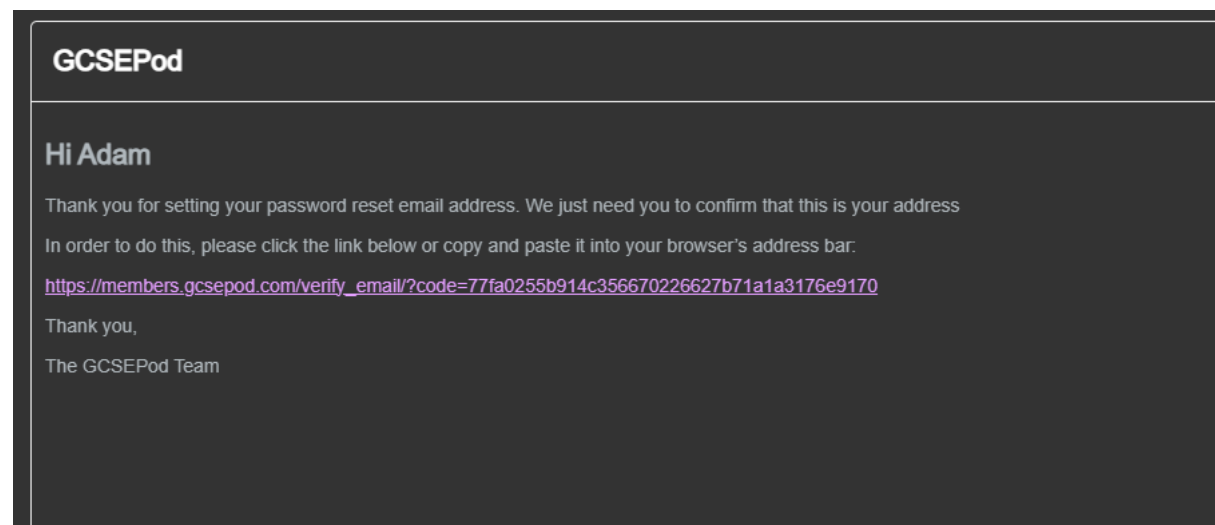 GCSEPod
Hi Adam
Thank you for setting your password reset email address. We just need you to confirm that this is your address
In order to do this, please click the link below or copy and paste it into your browser’s address bar:
https://members.gcsepod.com/verify_email/?code=77fa0255b914c356670226627b71a1a3176e9170
Thank you,
The GCSEPod Team